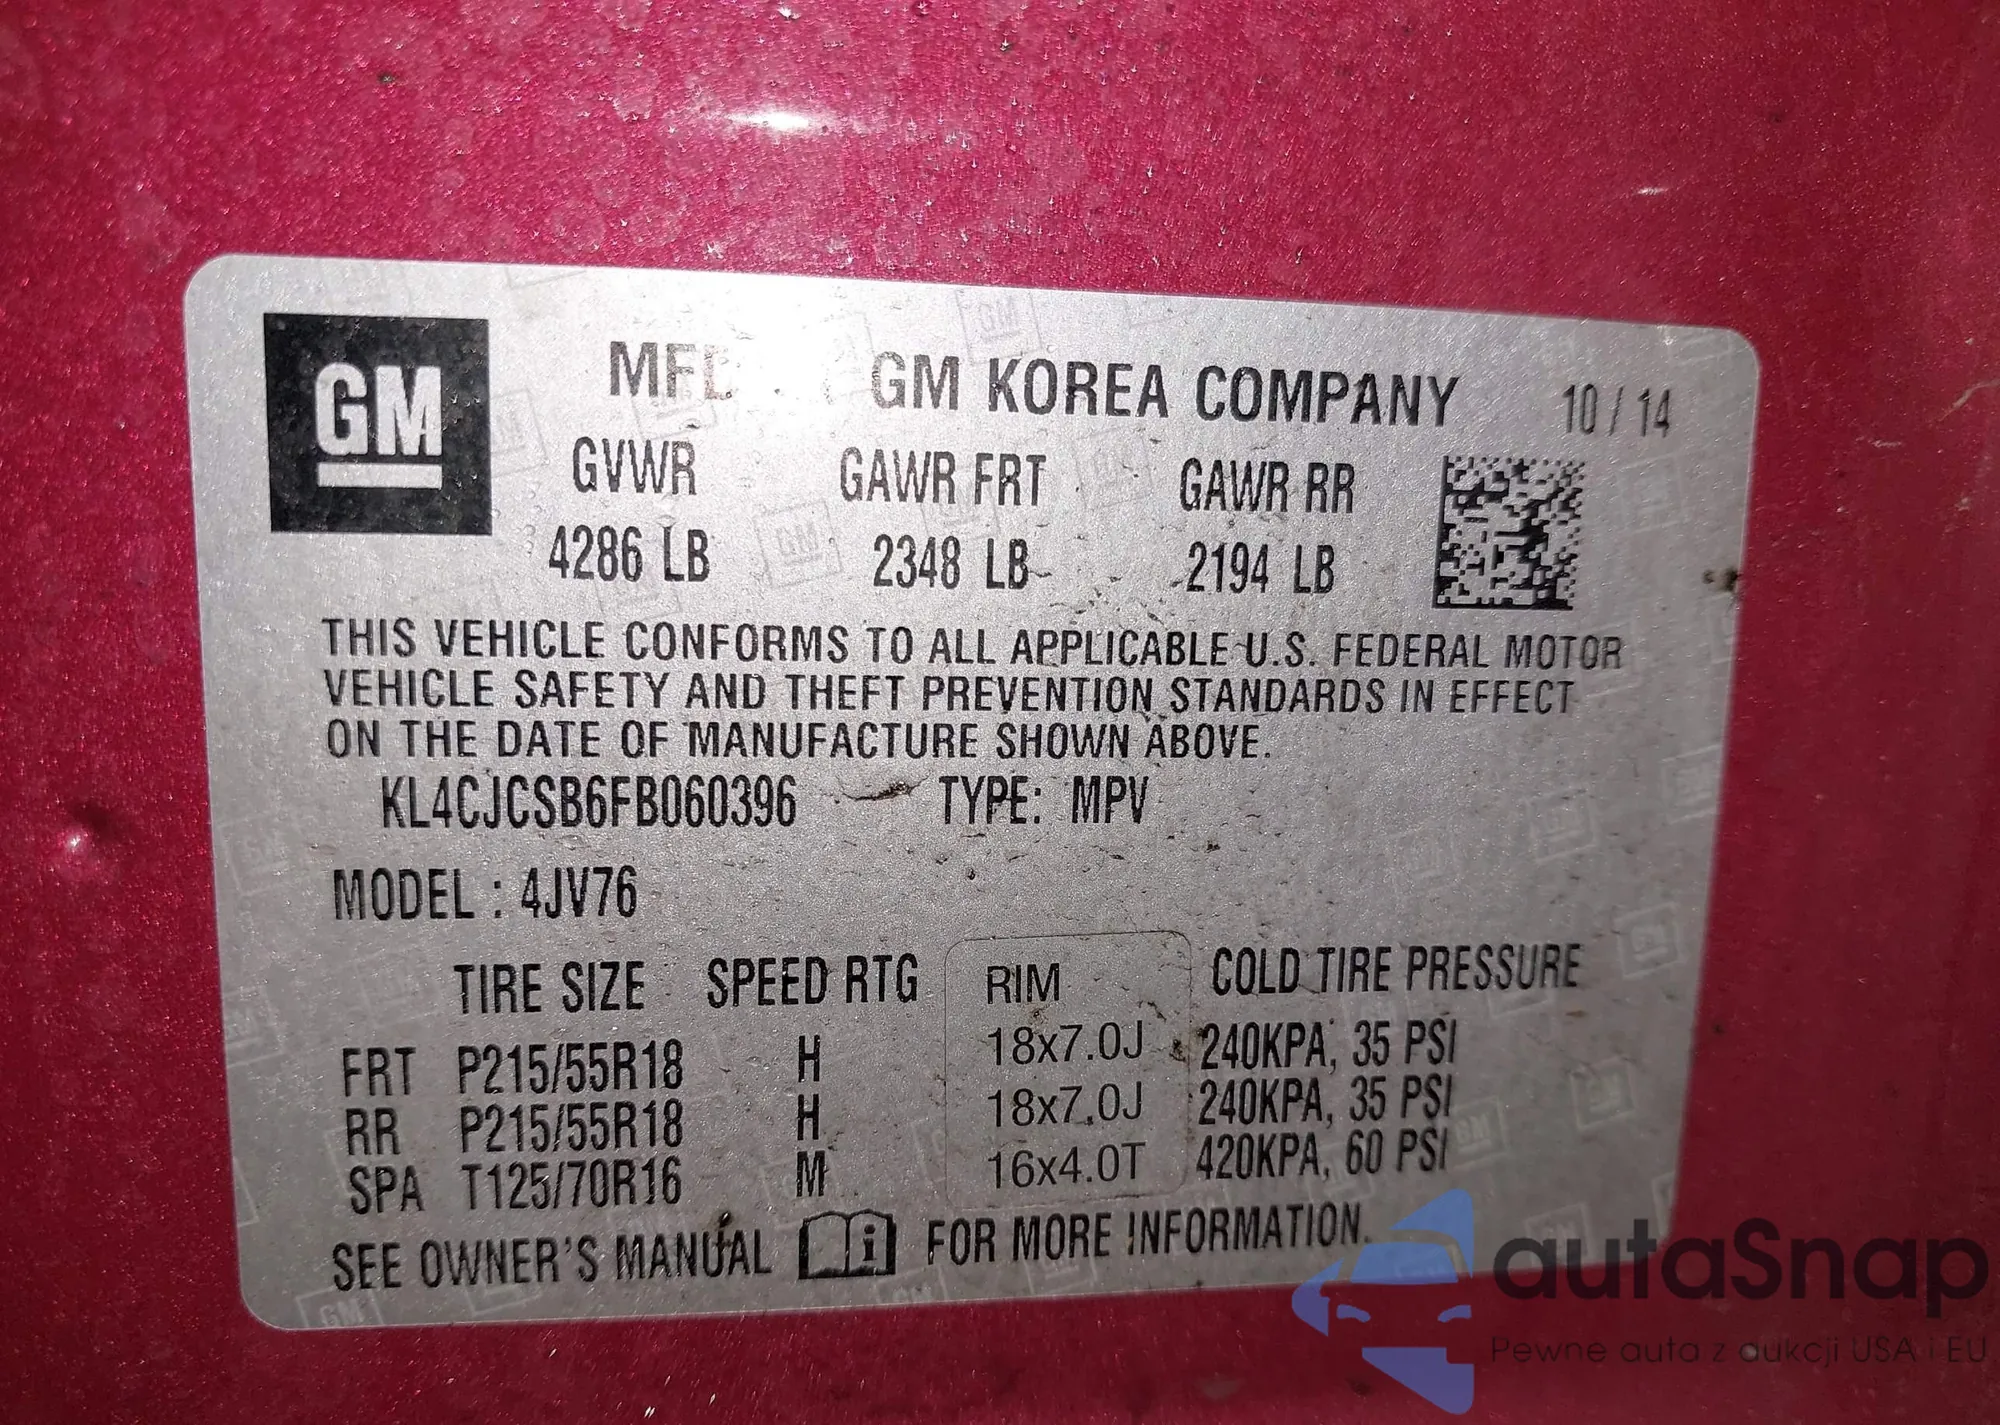 GM
MFD GM KOREA COMPANY 10 / 14
GVWR GAWR FRT GAWR RR
4286 LB 2348 LB 2194 LB
THIS VEHICLE CONFORMS TO ALL APPLICABLE U.S. FEDERAL MOTOR
VEHICLE SAFETY AND THEFT PREVENTION STANDARDS IN EFFECT
ON THE DATE OF MANUFACTURE SHOWN ABOVE.
KL4CJCSB6FB060396 TYPE: MPV
MODEL : 4JV76
TIRE SIZE SPEED RTG RIM COLD TIRE PRESSURE
FRT P215/55R18 H 18x7.0J 240KPA, 35 PSI
RR P215/55R18 H 18x7.0J 240KPA, 35 PSI
SPA T125/70R16 M 16x4.0T 420KPA, 60 PSI
SEE OWNER'S MANUAL i FOR MORE INFORMATION.
autaSnap
Pewne auta z aukcji USA i EU